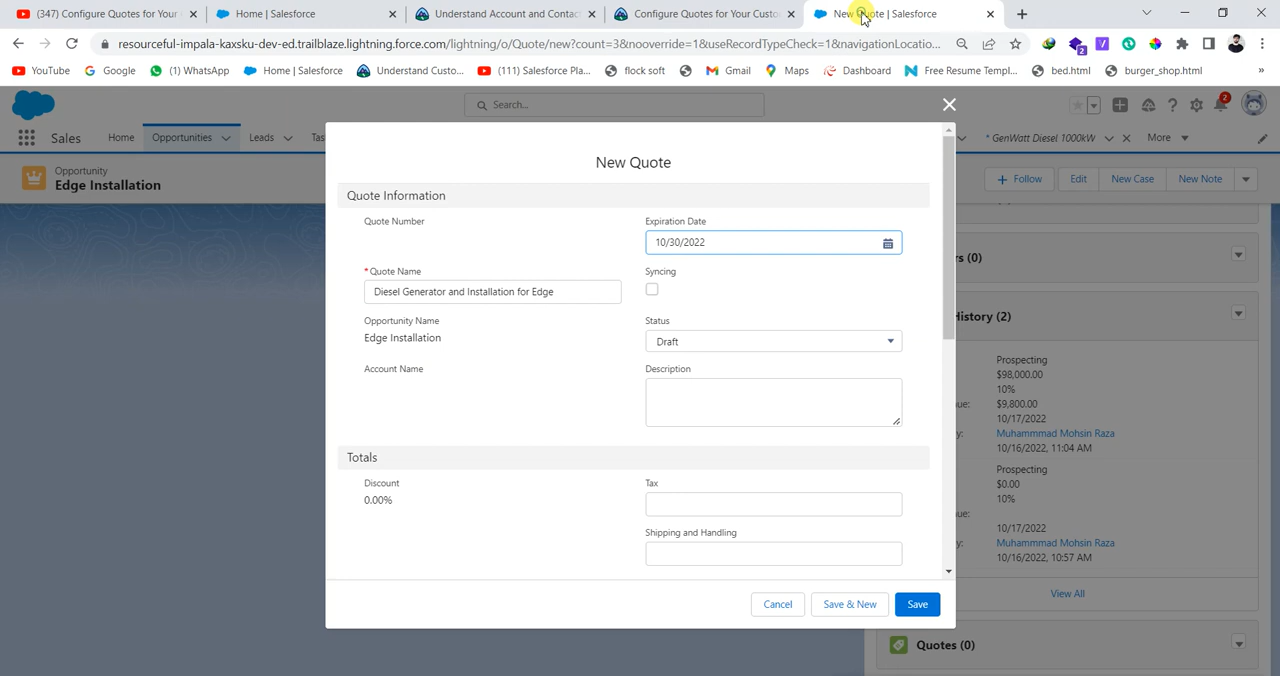 (347) Configure Quotes for Your
Home | Salesforce
Understand Account and Contac
Configure Quotes for Your Custo
New Quote | Salesforce
resourceful-impala-kaxsku-dev-ed.trailblaze.lightning.force.com/lightning/o/Quote/new?count=3&nooverride=1&useRecordTypeCheck=1&navigationLocatio...
2
YouTube
Google
(1) WhatsApp
Home | Salesforce
Understand Custo...
(111) Salesforce Pla...
flock soft
Gmail
Maps
Dashboard
Free Resume Templ...
bed.html
burger_shop.html
»
Search...
2
Sales
Home
Opportunities
Leads
Tas
* GenWatt Diesel 1000kW
More
Opportunity
Edge Installation
Follow
Edit
New Case
New Note
New Quote
Quote Information
Quote Number
Expiration Date
10/30/2022
* Quote Name
Diesel Generator and Installation for Edge
Syncing
Opportunity Name
Edge Installation
Status
Draft
Account Name
Description
Totals
Discount
0.00%
Tax
Shipping and Handling
Cancel
Save & New
Save
rs (0)
History (2)
Prospecting
$98,000.00
10%
ue:
$9,800.00
10/17/2022
y:
Muhammmad Mohsin Raza
10/16/2022, 11:04 AM
Prospecting
$0.00
10%
ue:
10/17/2022
y:
Muhammmad Mohsin Raza
10/16/2022, 10:57 AM
View All
Quotes (0)